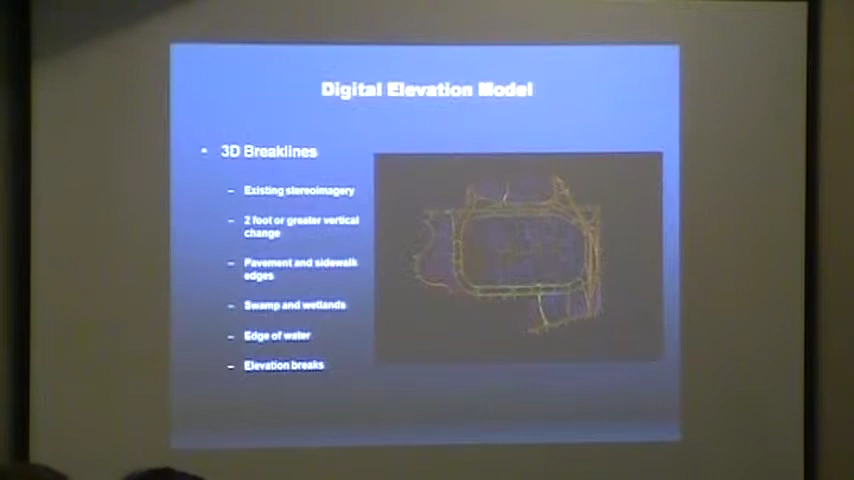 Digital Elevation Model
• 3D Breaklines
– Existing stereoimagery
– 2 foot or greater vertical
change
– Pavement and sidewalk
edges
– Swamp and wetlands
– Edge of water
– Elevation breaks